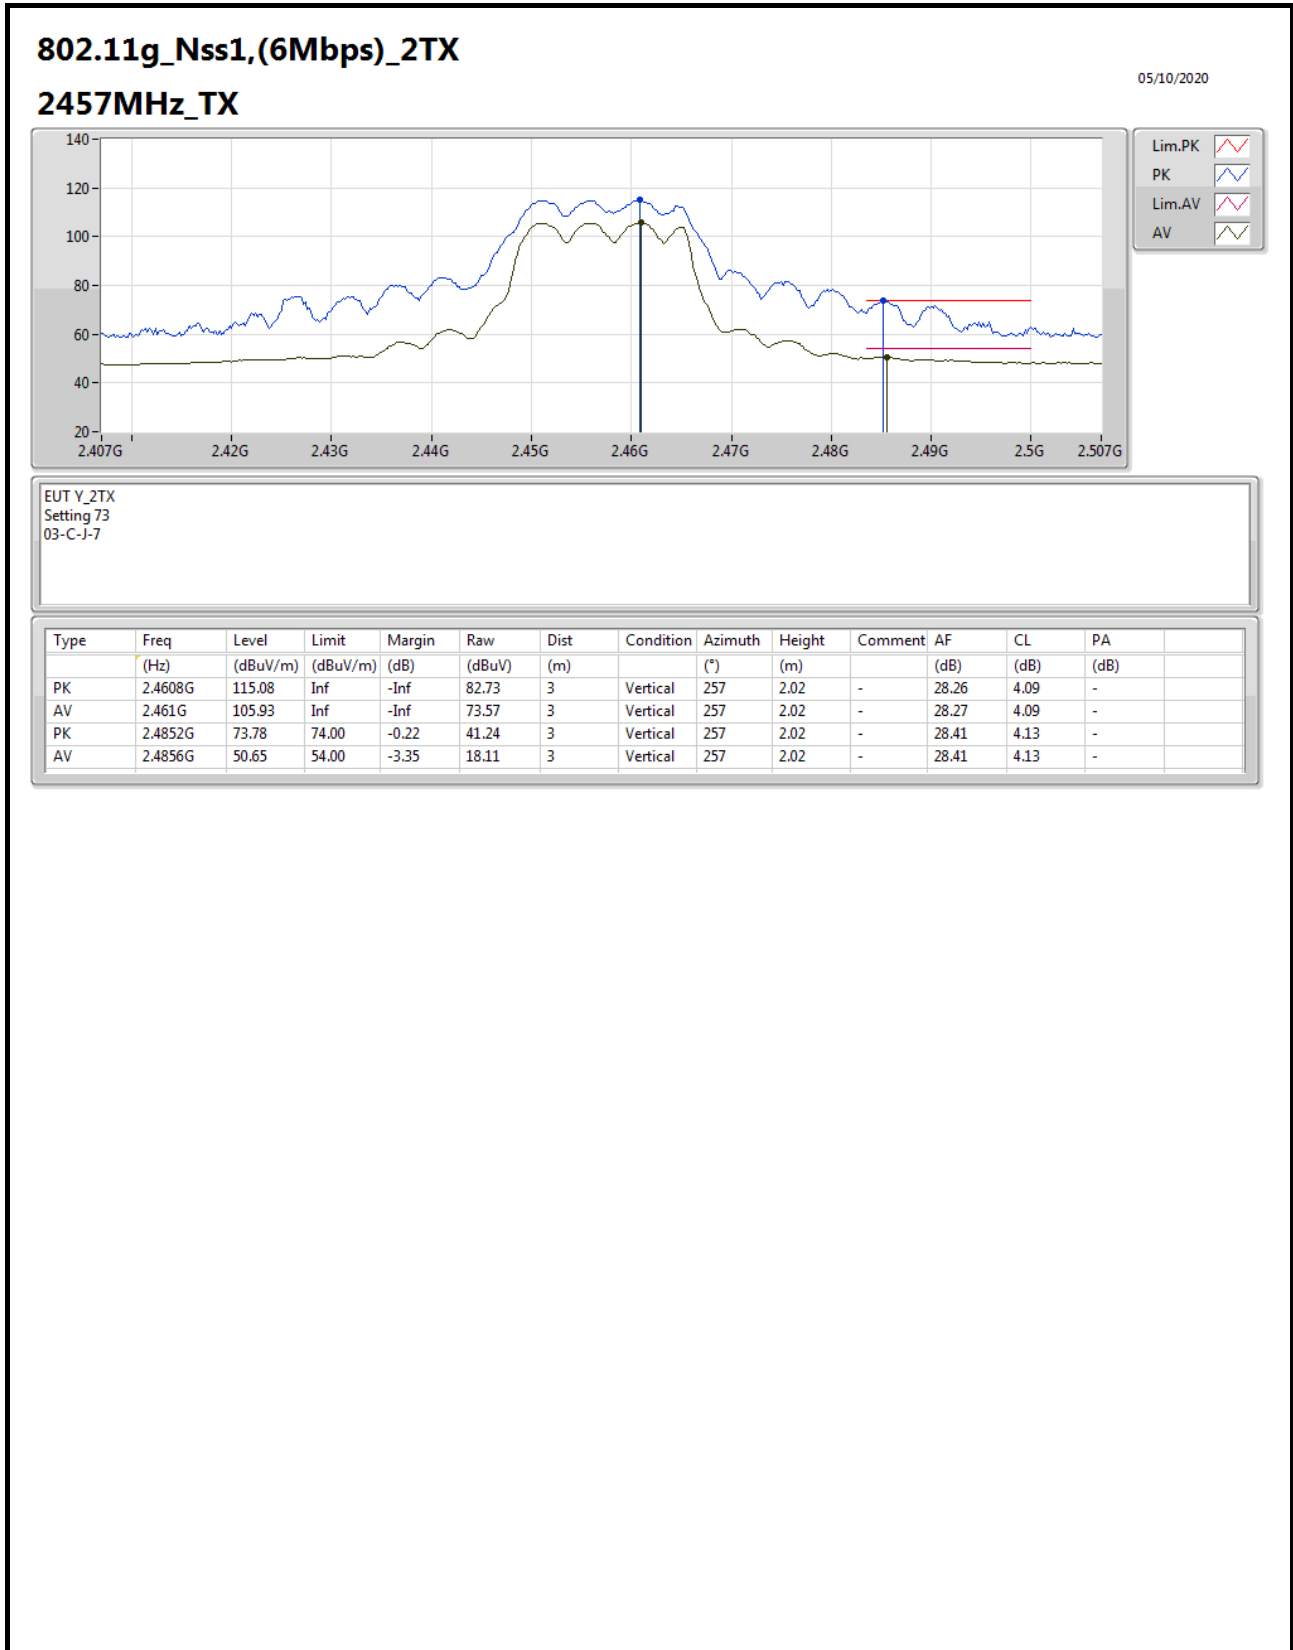 802.11g_Nss1,(6Mbps)_2TX
05/10/2020
2457MHz_TX
140
120
100
80
60
40
20
2.407G 2.42G 2.43G 2.44G 2.45G 2.46G 2.47G 2.48G 2.49G 2.5G 2.507G
Lim.PK
PK
Lim.AV
AV
EUT Y_2TX
Setting 73
03-C-J-7
Type Freq Level Limit Margin Raw Dist Condition Azimuth Height Comment AF CL PA
(Hz) (dBuV/m) (dBuV/m) (dB) (dBuV) (m) (°) (m) (dB) (dB) (dB)
PK 2.4608G 115.08 Inf -Inf 82.73 3 Vertical 257 2.02 - 28.26 4.09 -
AV 2.461G 105.93 Inf -Inf 73.57 3 Vertical 257 2.02 - 28.27 4.09 -
PK 2.4852G 73.78 74.00 -0.22 41.24 3 Vertical 257 2.02 - 28.41 4.13 -
AV 2.4856G 50.65 54.00 -3.35 18.11 3 Vertical 257 2.02 - 28.41 4.13 -